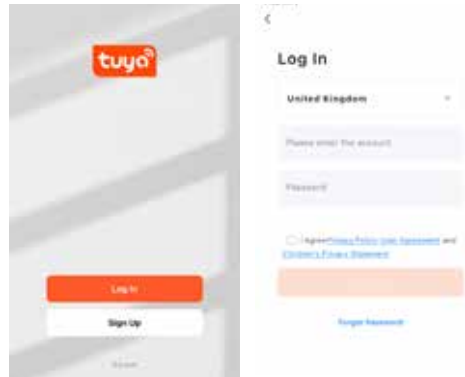 tuya
Log In
Sign Up
Log In
United Kingdom
Please enter the account
Password
I Agree Privacy Policy User Agreement and
Children's Privacy Statement
Forgot Password